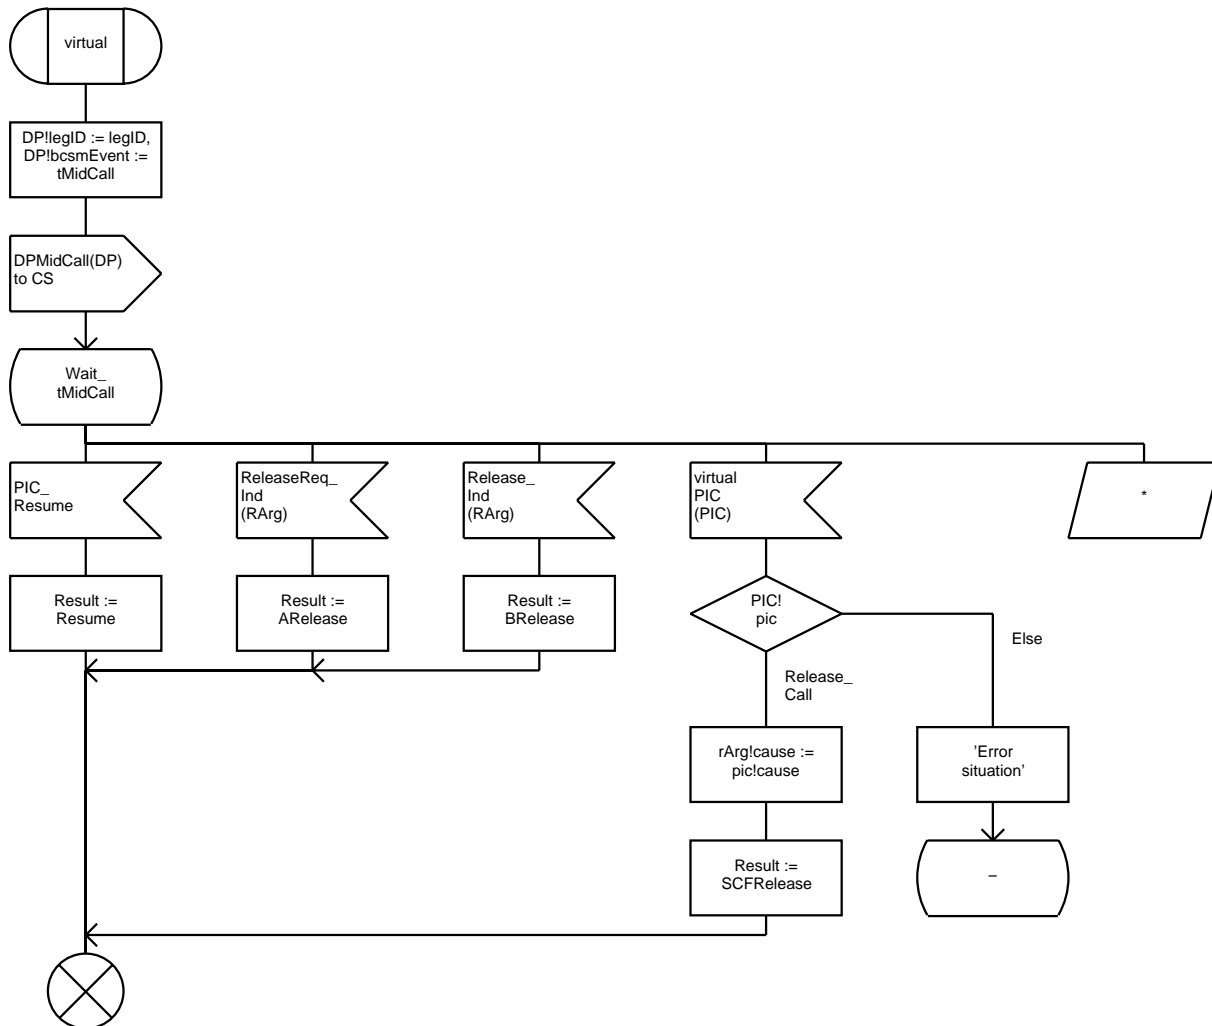 virtual
DP!legID := legID,
DP!bcsmEvent :=
tMidCall
DPMidCall(DP)
to CS
Wait_
tMidCall
PIC_
Resume
ReleaseReq_
Ind
(RArg)
Release_
Ind
(RArg)
virtual
PIC
(PIC)
*
Result :=
Resume
Result :=
ARelease
Result :=
BRelease
PIC!
pic
Else
Release_
Call
rArg!cause :=
pic!cause
’Error
situation’
Result :=
SCFRelease
–